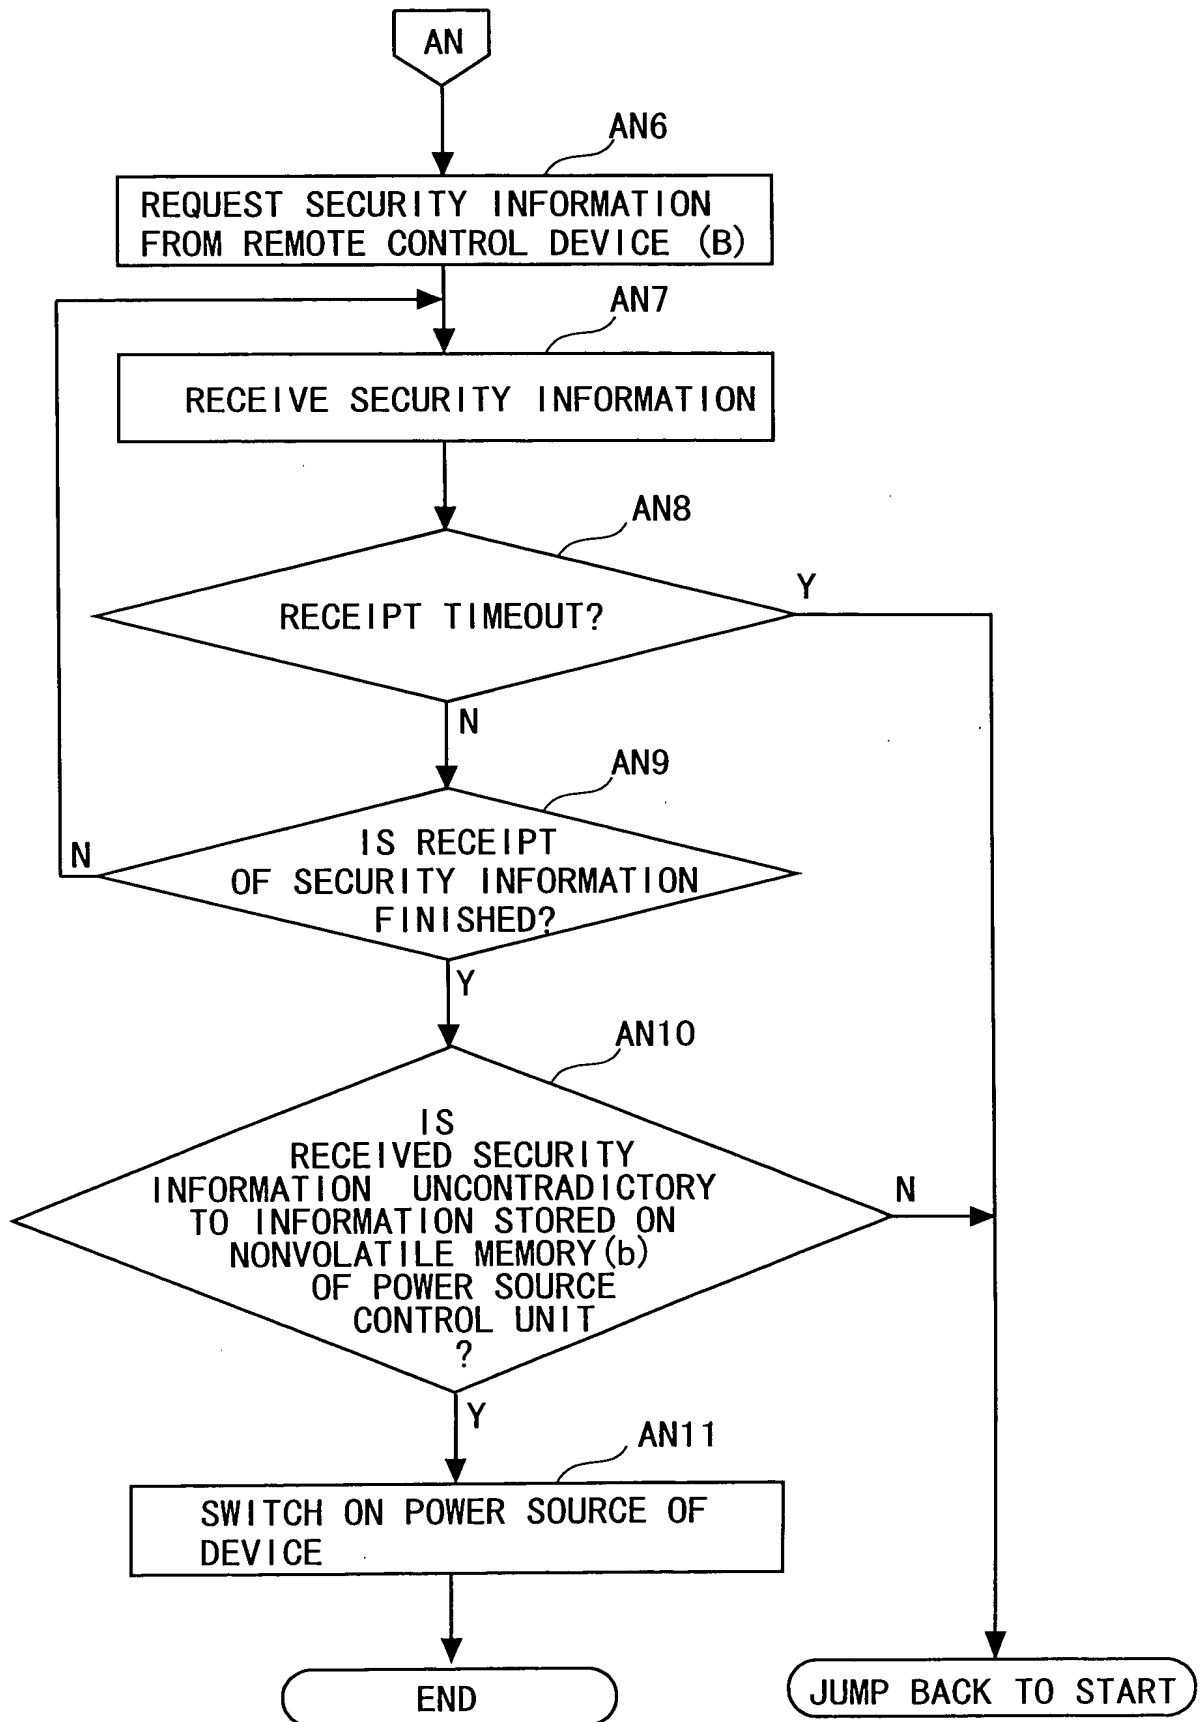 AN
AN6
REQUEST SECURITY INFORMATION
FROM REMOTE CONTROL DEVICE (B)
AN7
RECEIVE SECURITY INFORMATION
AN8
RECEIPT TIMEOUT?
Y
N
AN9
IS RECEIPT
OF SECURITY INFORMATION
FINISHED?
N
Y
AN10
IS
RECEIVED SECURITY
INFORMATION UNCONTRADICTORY
TO INFORMATION STORED ON
NONVOLATILE MEMORY(b)
OF POWER SOURCE
CONTROL UNIT
?
N
Y
AN11
SWITCH ON POWER SOURCE OF
DEVICE
END
JUMP BACK TO START